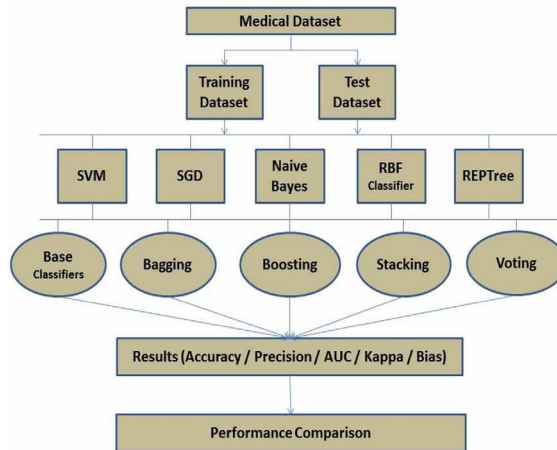 Medical Dataset
Training
Dataset
Test
Dataset
SVM
SGD
Naive
Bayes
RBF
Classifier
REPTree
Base
Classifiers
Bagging
Boosting
Stacking
Voting
Results (Accuracy / Precision / AUC / Kappa / Bias)
Performance Comparison